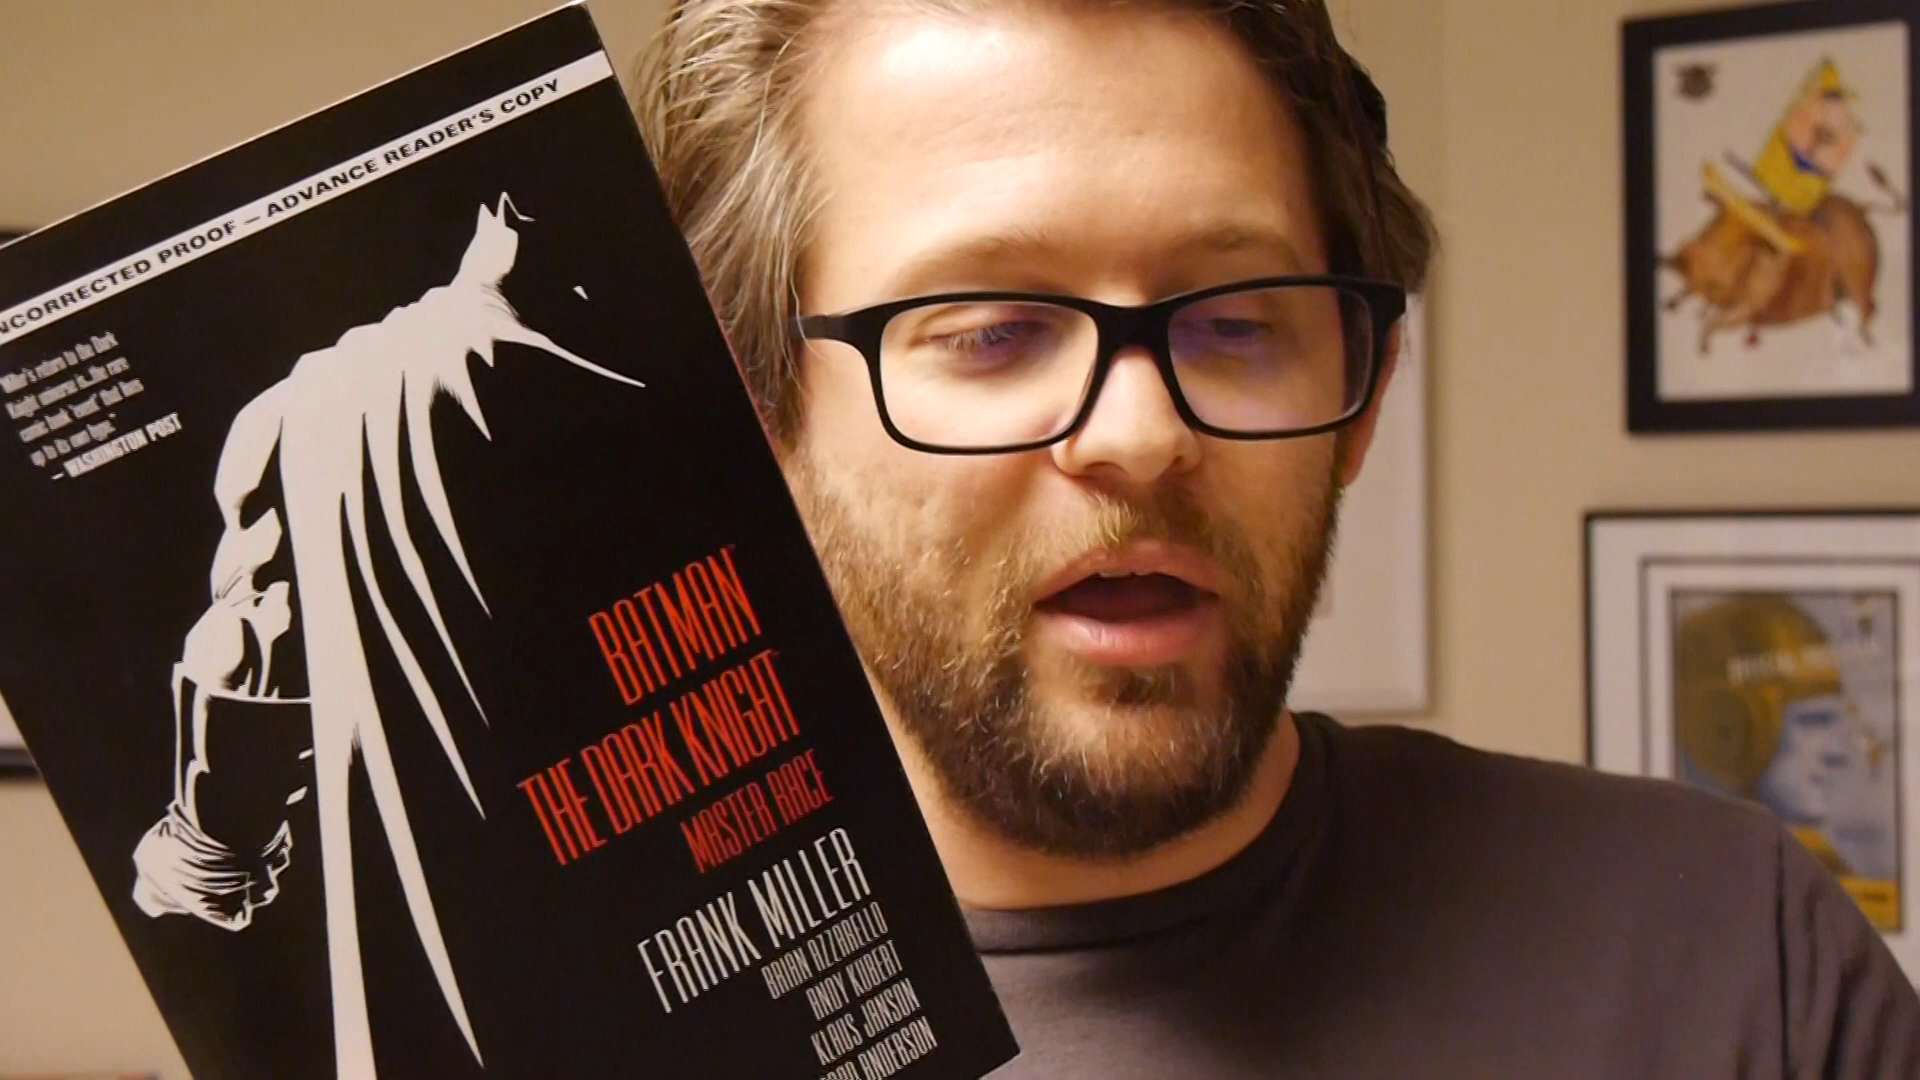 NCORRECTED PROOF – ADVANCE READER'S COPY
"Miller's return to the Dark
Knight universe is...the rare
comic book 'event' that lives
up to its own hype."
– WASHINGTON POST
BATMAN
THE DARK KNIGHT
MASTER RACE
FRANK MILLER
BRIAN AZZARELLO
ANDY KUBERT
KLAUS JANSON
ANDERSON